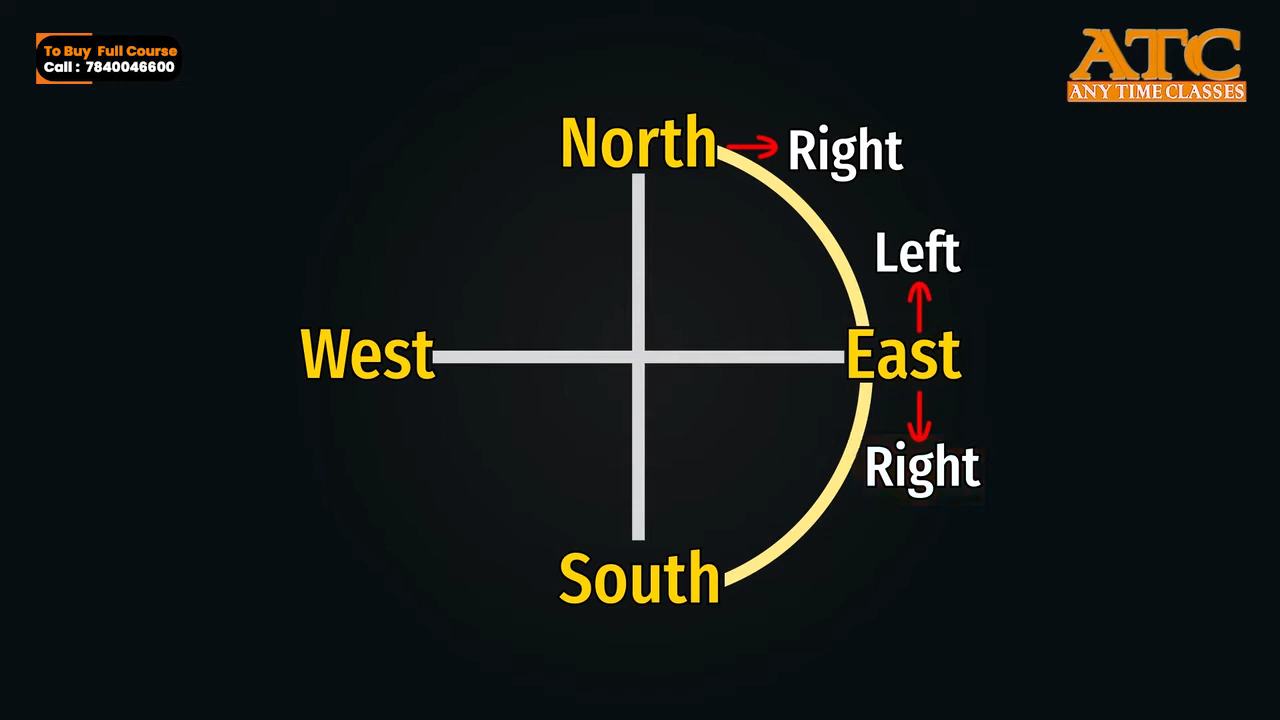 To Buy Full Course
Call : 7840046600
ATC
ANY TIME CLASSES
North
Right
Left
West
East
Right
South